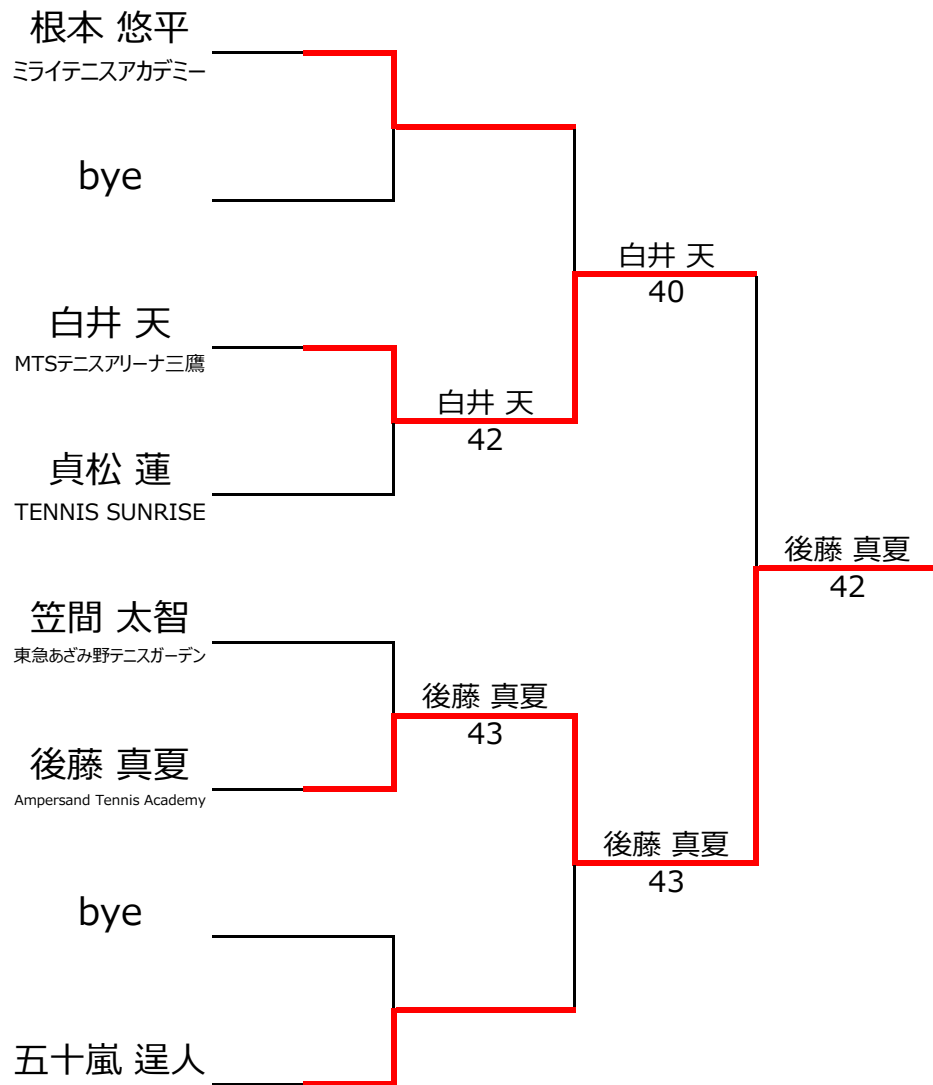 根本 悠平
ミライテニスアカデミー
bye
白井 天
40
白井 天
MTSテニスアリーナ三鷹
白井 天
42
貞松 蓮
TENNIS SUNRISE
後藤 真夏
42
笠間 太智
東急あざみ野テニスガーデン
後藤 真夏
43
後藤 真夏
Ampersand Tennis Academy
後藤 真夏
43
bye
五十嵐 逞人